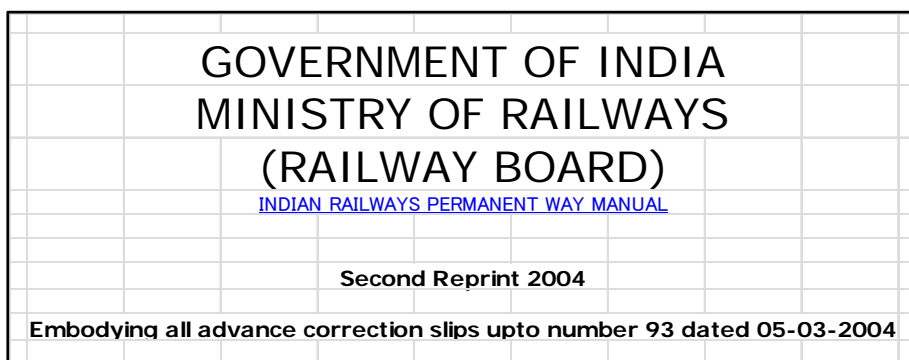 GOVERNMENT OF INDIA
MINISTRY OF RAILWAYS
(RAILWAY BOARD)
INDIAN RAILWAYS PERMANENT WAY MANUAL
Second Reprint 2004
Embodying all advance correction slips upto number 93 dated 05-03-2004